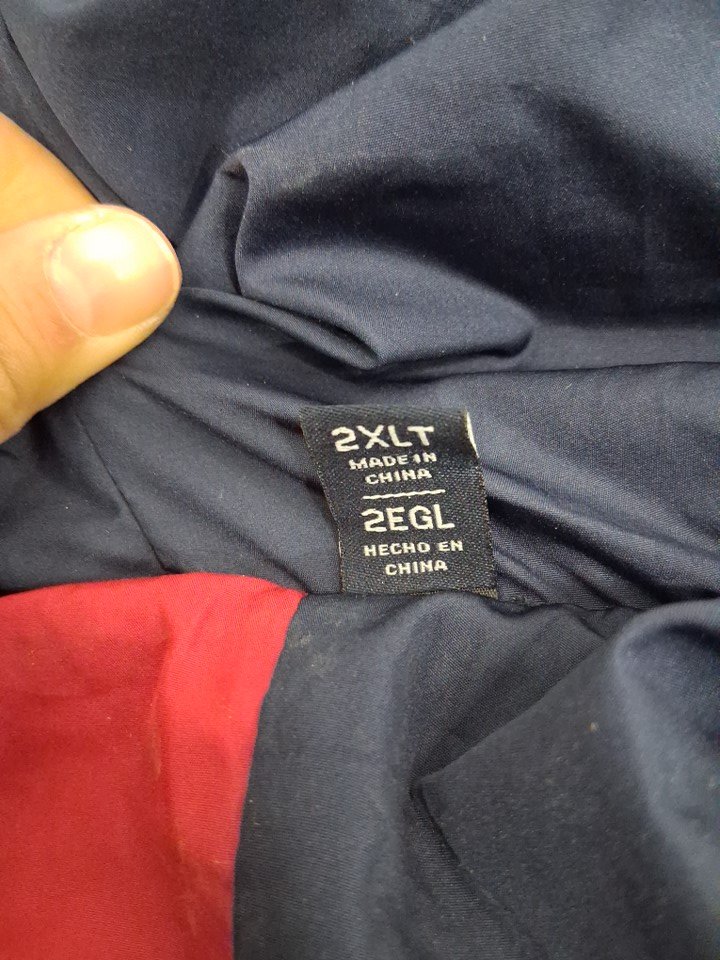 2XLT
MADE IN
CHINA
2EGL
HECHO EN
CHINA